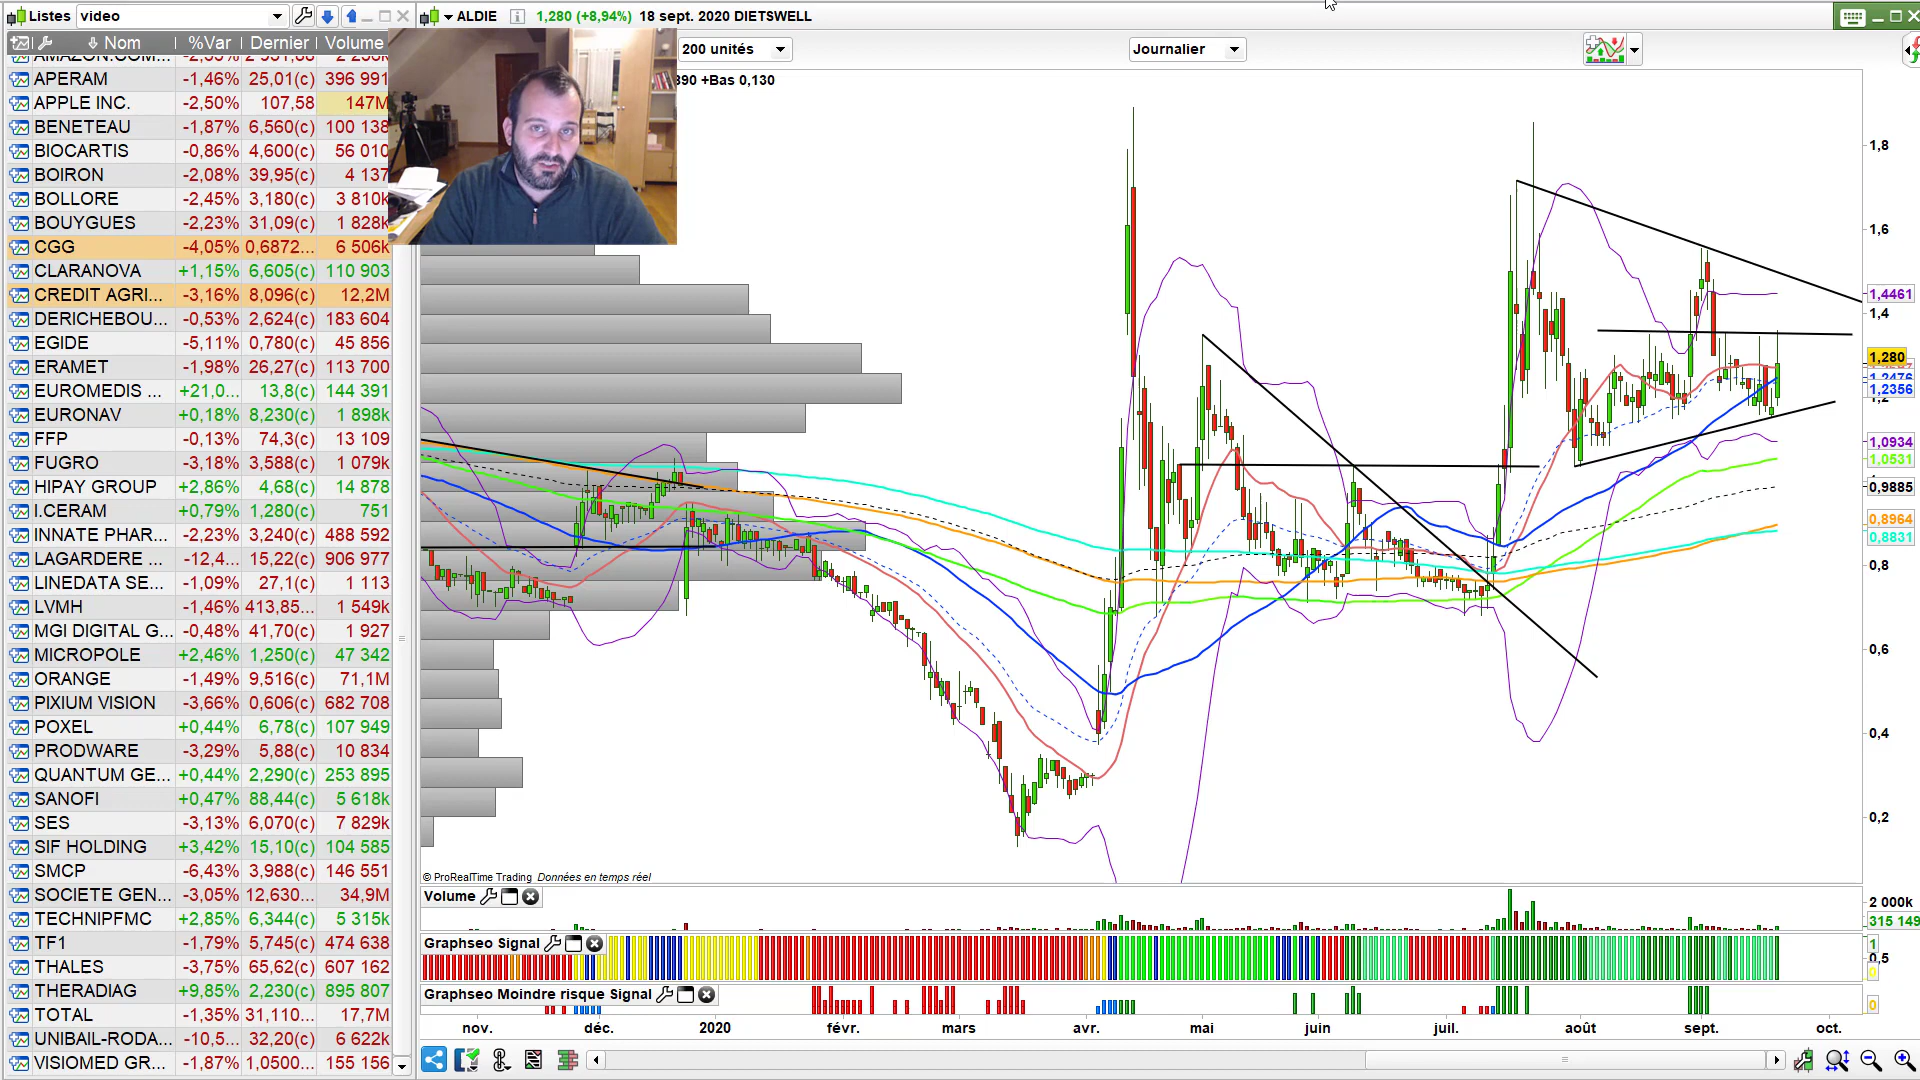 Listes video
ALDIE 1,280 (+8,94%) 18 sept. 2020 DIETSWELL
Nom %Var Dernier Volume
200 unités
Journalier
390 +Bas 0,130
APERAM -1,46% 25,01(c) 396 991
APPLE INC. -2,50% 107,58 147M
BENETEAU -1,87% 6,560(c) 100 138
BIOCARTIS -0,86% 4,600(c) 56 010
BOIRON -2,08% 39,95(c) 4 137
BOLLORE -2,45% 3,180(c) 3 810k
BOUYGUES -2,23% 31,09(c) 1 828k
CGG -4,05% 0,6872... 6 506k
CLARANOVA +1,15% 6,605(c) 110 903
CREDIT AGRI... -3,16% 8,096(c) 12,2M
DERICHEBOU... -0,53% 2,624(c) 183 604
EGIDE -5,11% 0,780(c) 45 856
ERAMET -1,98% 26,27(c) 113 700
EUROMEDIS ... +21,0... 13,8(c) 144 391
EURONAV +0,18% 8,230(c) 1 898k
FFP -0,13% 74,3(c) 13 109
FUGRO -3,18% 3,588(c) 1 079k
HIPAY GROUP +2,86% 4,68(c) 14 878
I.CERAM +0,79% 1,280(c) 751
INNATE PHAR... -2,23% 3,240(c) 488 592
LAGARDERE ... -12,4... 15,22(c) 906 977
LINEDATA SE... -1,09% 27,1(c) 1 113
LVMH -1,46% 413,85... 1 549k
MGI DIGITAL G... -0,48% 41,70(c) 1 927
MICROPOLE +2,46% 1,250(c) 47 342
ORANGE -1,49% 9,516(c) 71,1M
PIXIUM VISION -3,66% 0,606(c) 682 708
POXEL +0,44% 6,78(c) 107 949
PRODWARE -3,29% 5,88(c) 10 834
QUANTUM GE... +0,44% 2,290(c) 253 895
SANOFI +0,47% 88,44(c) 5 618k
SES -3,13% 6,070(c) 7 829k
SIF HOLDING +3,42% 15,10(c) 104 585
SMCP -6,43% 3,988(c) 146 551
SOCIETE GEN... -3,05% 12,630... 34,9M
TECHNIPFMC +2,85% 6,344(c) 5 315k
TF1 -1,79% 5,745(c) 474 638
THALES -3,75% 65,62(c) 607 162
THERADIAG +9,85% 2,230(c) 895 807
TOTAL -1,35% 31,110... 17,7M
UNIBAIL-RODA... -10,5... 32,20(c) 6 622k
VISIOMED GR... -1,87% 1,0500... 155 156
1,8
1,6
1,4461
1,4
1,280
1,2356
1,0934
1,0531
0,9885
0,8964
0,8831
0,8
0,6
0,4
0,2
© ProRealTime Trading Données en temps réel
Volume
2 000k
315 149
Graphseo Signal
1
0,5
0
Graphseo Moindre risque Signal
0
nov. déc. 2020 févr. mars avr. mai juin juil. août sept. oct.